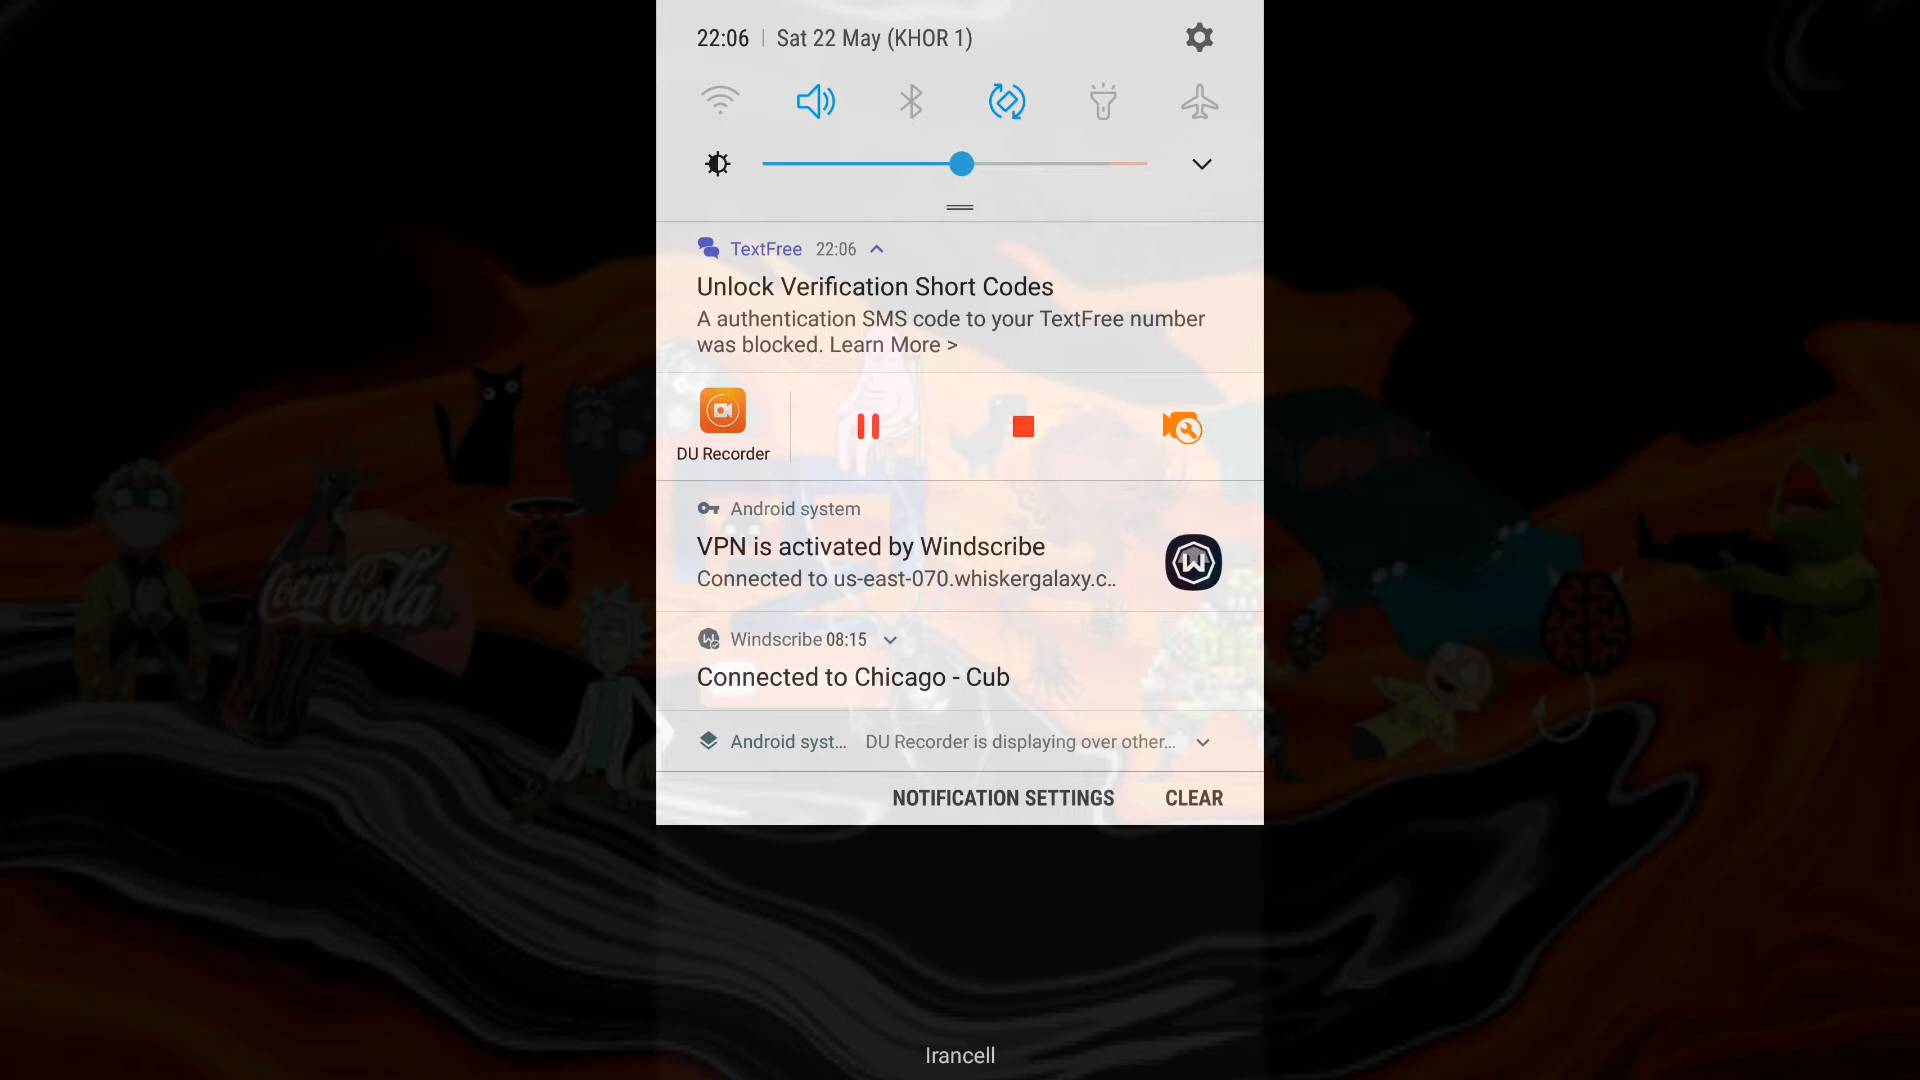 22:06 | Sat 22 May (KHOR 1)
TextFree 22:06
Unlock Verification Short Codes
A authentication SMS code to your TextFree number
was blocked. Learn More >
DU Recorder
Android system
VPN is activated by Windscribe
Connected to us-east-070.whiskergalaxy.c..
Windscribe 08:15
Connected to Chicago - Cub
Android syst... DU Recorder is displaying over other...
NOTIFICATION SETTINGS CLEAR
Coca-Cola
Irancell